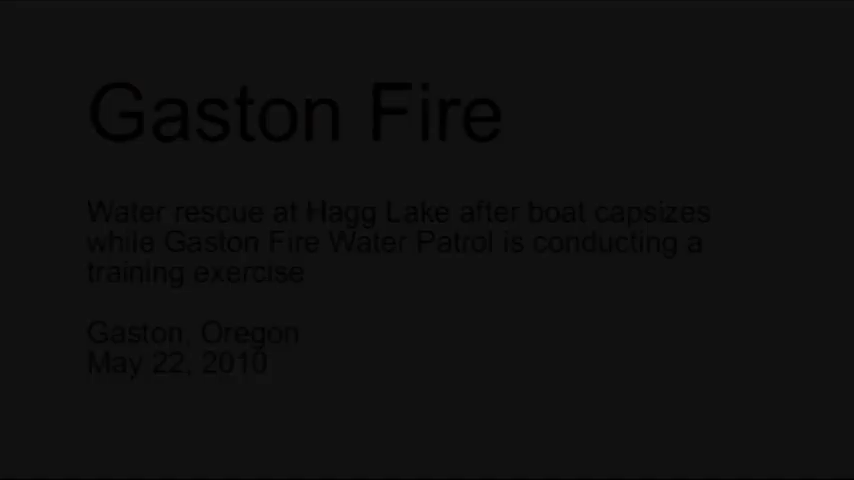 Gaston Fire
Water rescue at Hagg Lake after boat capsizes
while Gaston Fire Water Patrol is conducting a
training exercise
Gaston, Oregon
May 22, 2010